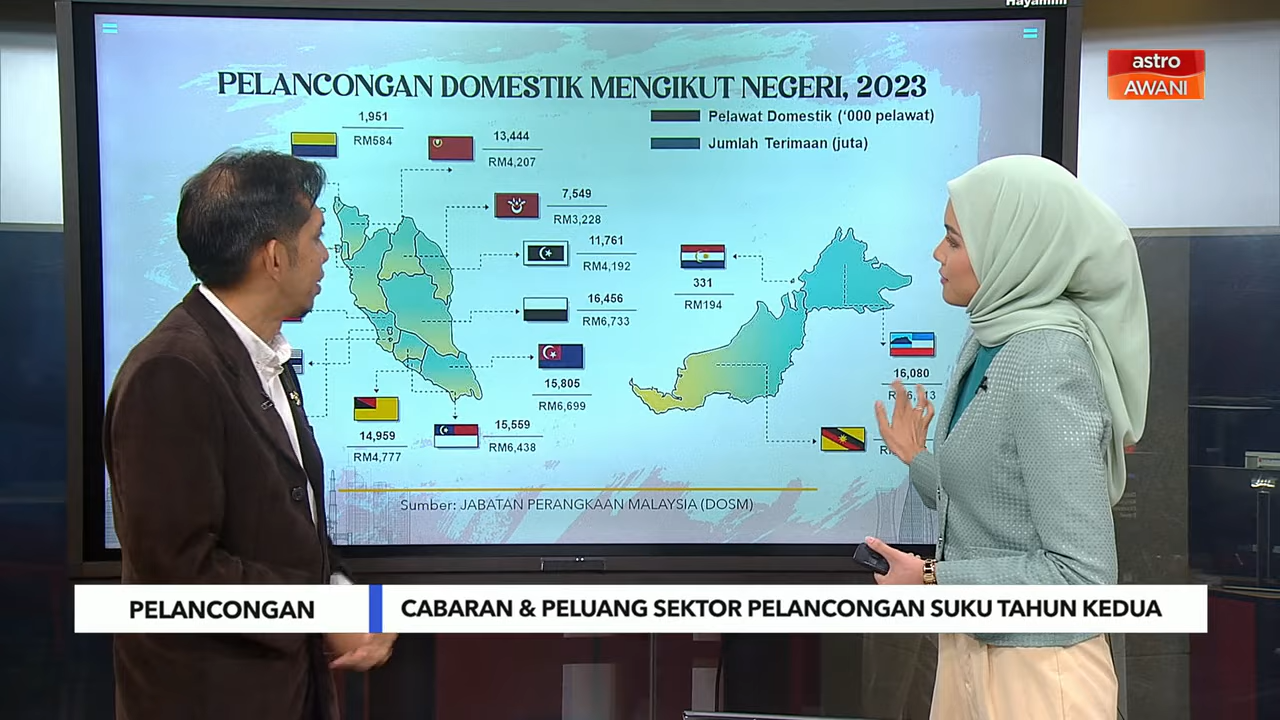 Hayamim
astro
AWANI
PELANCONGAN DOMESTIK MENGIKUT NEGERI, 2023
Pelawat Domestik (‘000 pelawat)
Jumlah Terimaan (juta)
1,951
RM584
13,444
RM4,207
7,549
RM3,228
11,761
RM4,192
16,456
RM6,733
15,805
RM6,699
15,559
RM6,438
14,959
RM4,777
331
RM194
16,080
Sumber: JABATAN PERANGKAAN MALAYSIA (DOSM)
PELANCONGAN
CABARAN & PELUANG SEKTOR PELANCONGAN SUKU TAHUN KEDUA